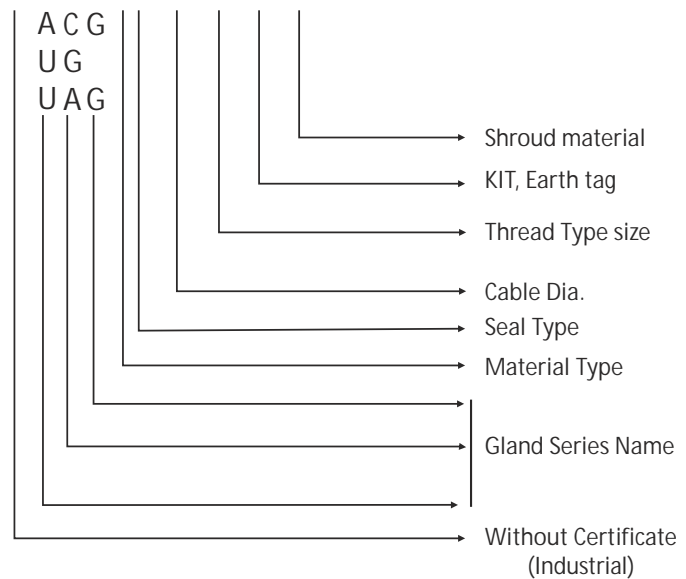 A C G
U G
U A G
Shroud material
KIT, Earth tag
Thread Type size
Cable Dia.
Seal Type
Material Type
Gland Series Name
Without Certificate
(Industrial)